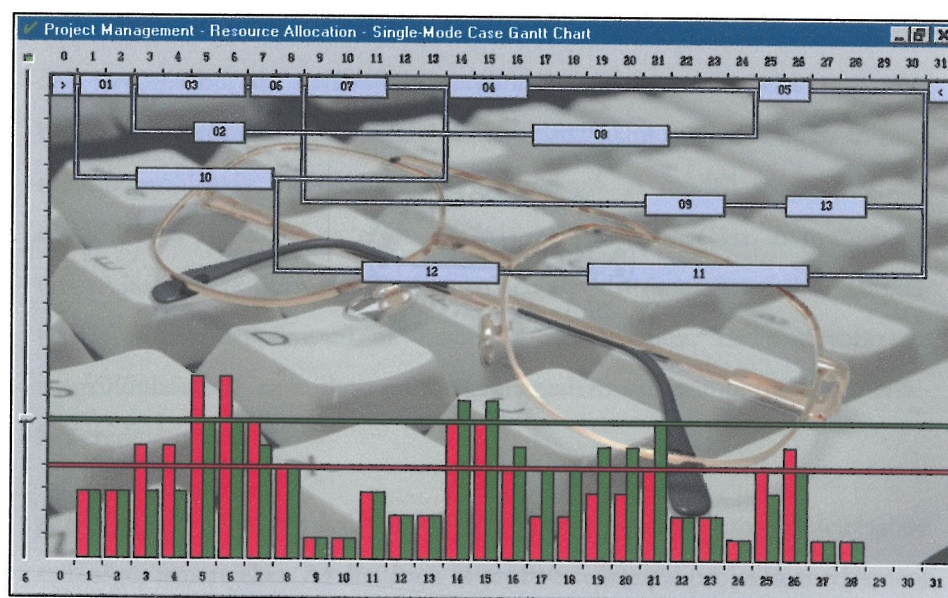 Project Management - Resource Allocation - Single-Mode Case Gantt Chart
0 1 2 3 4 5 6 7 8 9 10 11 12 13 14 15 16 17 18 19 20 21 22 23 24 25 26 27 28 29 30 31
> 01 03 06 07 04 05 <
02 08
10
09 13
12 11
6 0 1 2 3 4 5 6 7 8 9 10 11 12 13 14 15 16 17 18 19 20 21 22 23 24 25 26 27 28 29 30 31